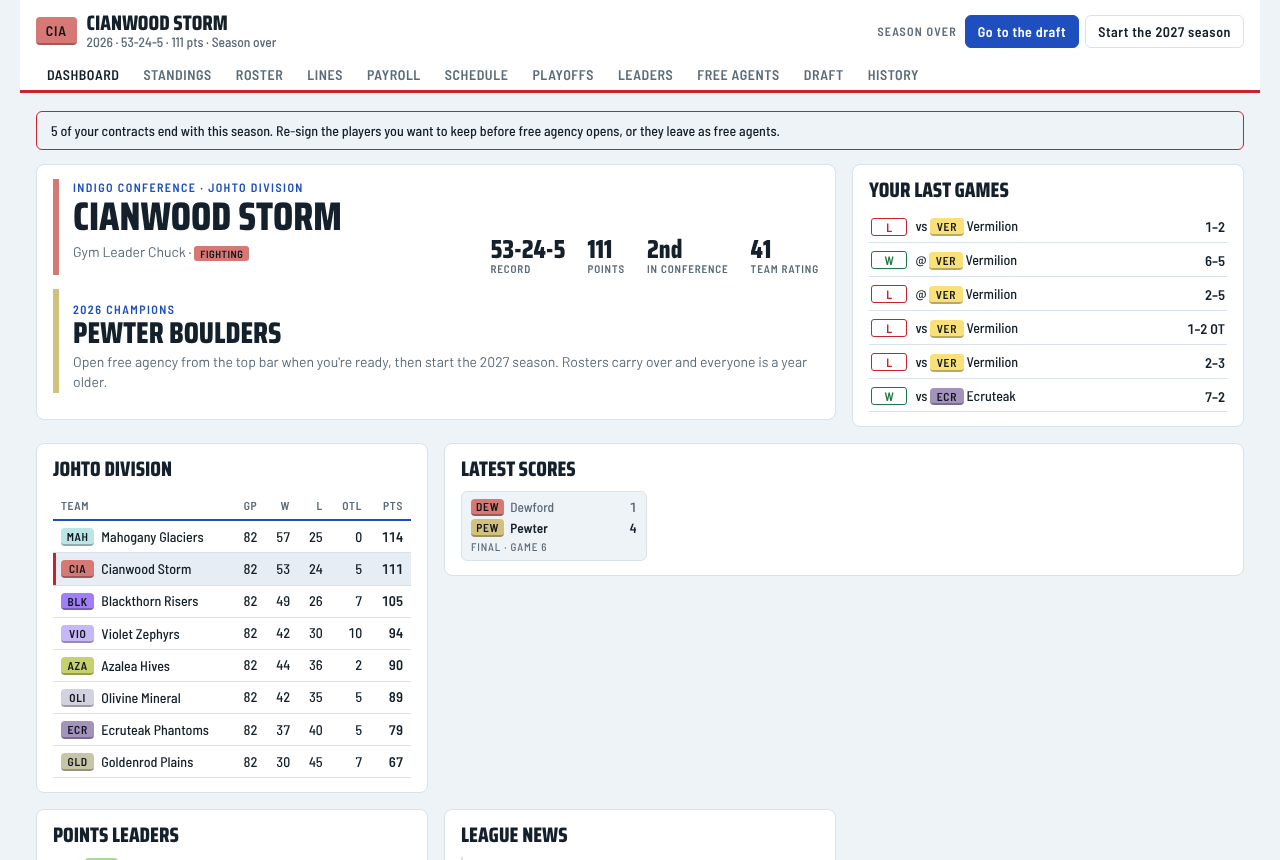 CIA
CIANWOOD STORM
2026 · 53-24-5 · 111 pts · Season over
SEASON OVER
Go to the draft
Start the 2027 season
DASHBOARD STANDINGS ROSTER LINES PAYROLL SCHEDULE PLAYOFFS LEADERS FREE AGENTS DRAFT HISTORY
5 of your contracts end with this season. Re-sign the players you want to keep before free agency opens, or they leave as free agents.
INDIGO CONFERENCE · JOHTO DIVISION
CIANWOOD STORM
Gym Leader Chuck · FIGHTING
53-24-5 111 2nd 41
RECORD POINTS IN CONFERENCE TEAM RATING
2026 CHAMPIONS
PEWTER BOULDERS
Open free agency from the top bar when you're ready, then start the 2027 season. Rosters carry over and everyone is a year
older.
YOUR LAST GAMES
L vs VER Vermilion 1–2
W @ VER Vermilion 6–5
L @ VER Vermilion 2–5
L vs VER Vermilion 1–2 OT
L vs VER Vermilion 2–3
W vs ECR Ecruteak 7–2
JOHTO DIVISION
TEAM GP W L OTL PTS
MAH Mahogany Glaciers 82 57 25 0 114
CIA Cianwood Storm 82 53 24 5 111
BLK Blackthorn Risers 82 49 26 7 105
VIO Violet Zephyrs 82 42 30 10 94
AZA Azalea Hives 82 44 36 2 90
OLI Olivine Mineral 82 42 35 5 89
ECR Ecruteak Phantoms 82 37 40 5 79
GLD Goldenrod Plains 82 30 45 7 67
LATEST SCORES
DEW Dewford 1
PEW Pewter 4
FINAL · GAME 6
POINTS LEADERS
LEAGUE NEWS